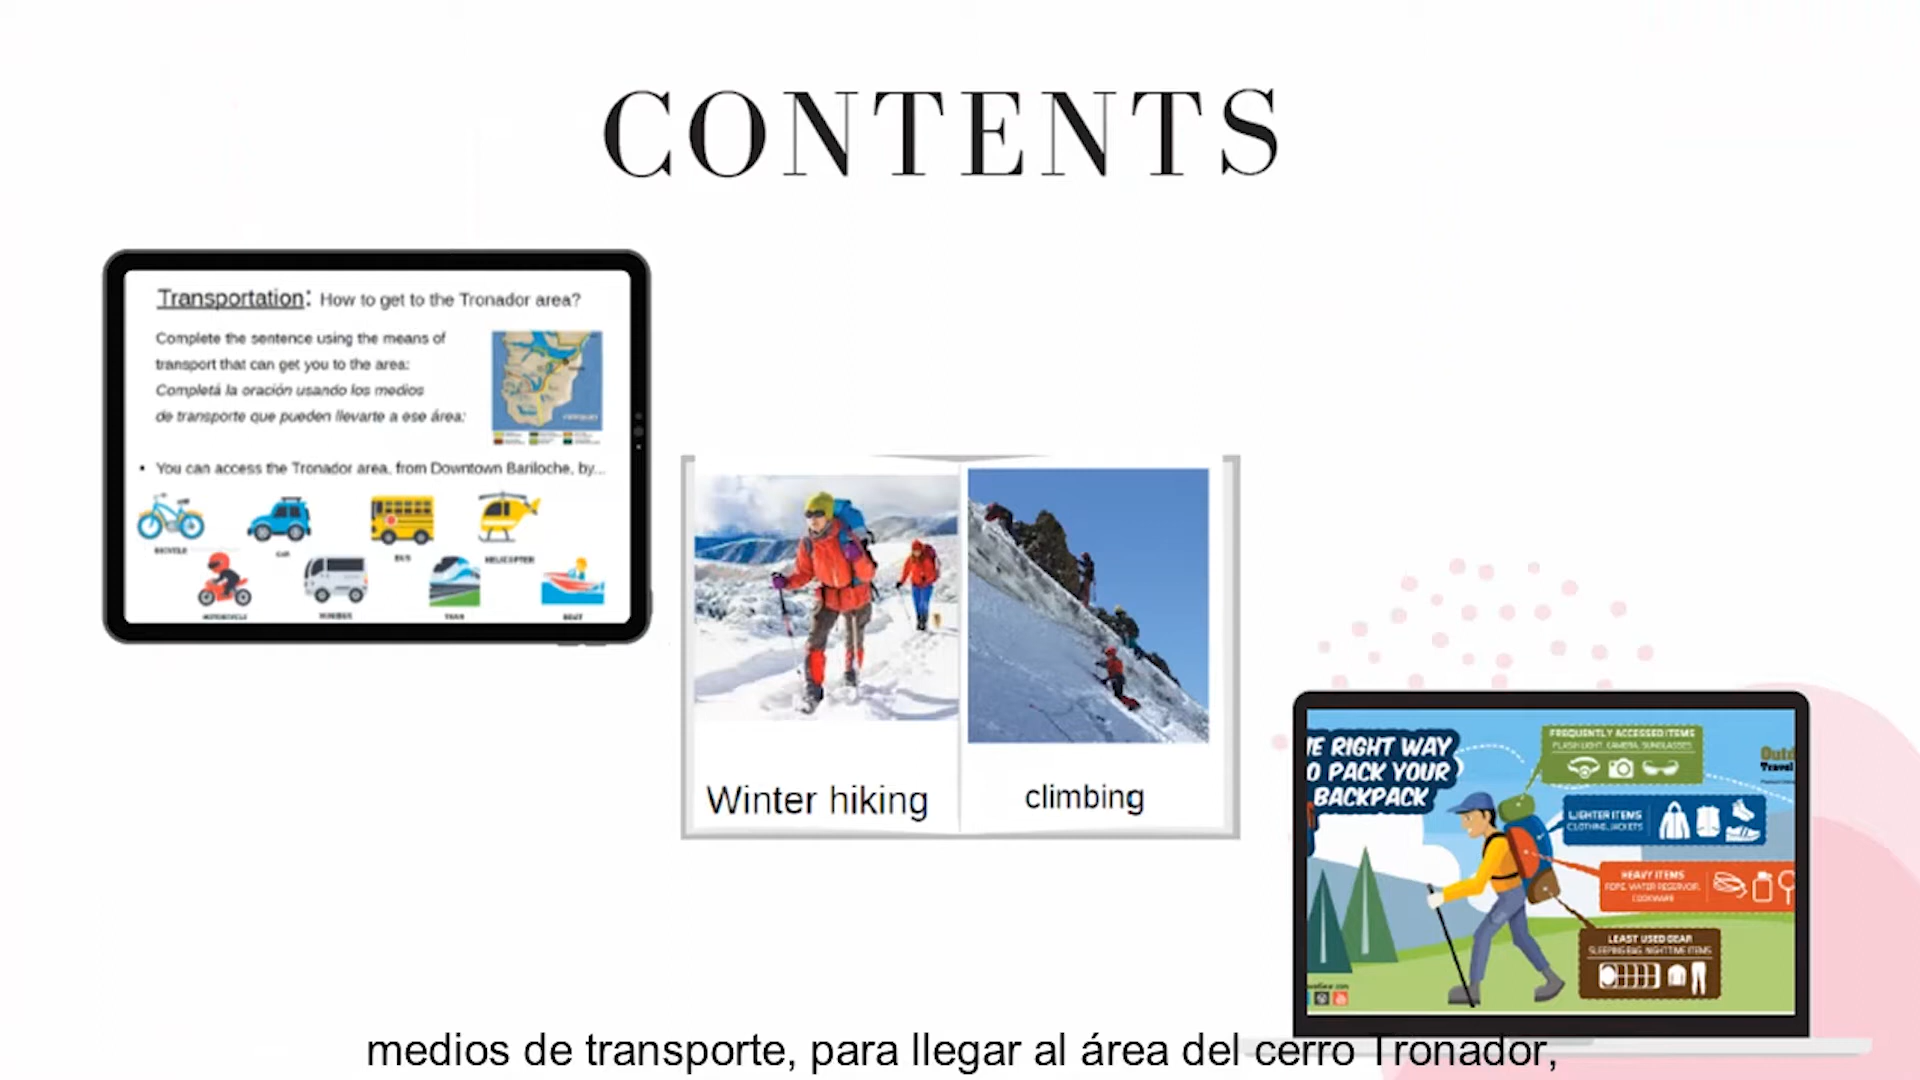 CONTENTS
Transportation: How to get to the Tronador area?
Complete the sentence using the means of
transport that can get you to the area:
Completá la oración usando los medios
de transporte que pueden llevarte a ese área:
• You can access the Tronador area, from Downtown Bariloche, by...
BICYCLE
CAR
BUS
HELICOPTER
MOTORCYCLE
MINIBUS
TRAIN
BOAT
Winter hiking
climbing
HE RIGHT WAY
O PACK YOUR
BACKPACK
FREQUENTLY ACCESSED ITEMS
FLASHLIGHT, CAMERA, SUNGLASSES
Outd
Travel
LIGHTER ITEMS
CLOTHING, JACKETS
HEAVY ITEMS
ROPE, WATER RESERVOIR,
COOKWARE
LEAST USED GEAR
SLEEPING BAG, NIGHTTIME ITEMS
medios de transporte, para llegar al área del cerro Tronador,